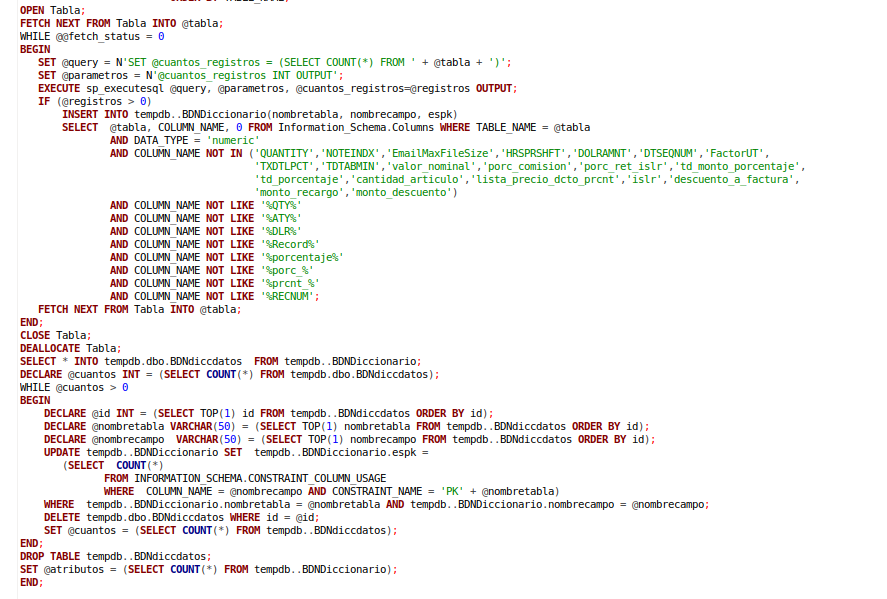 OPEN Tabla;
FETCH NEXT FROM Tabla INTO @tabla;
WHILE @@fetch_status = 0
BEGIN
SET @query = N'SET @cuantos_registros = (SELECT COUNT(*) FROM ' + @tabla + ')';
SET @parametros = N'@cuantos_registros INT OUTPUT';
EXECUTE sp_executesql @query, @parametros, @cuantos_registros=@registros OUTPUT;
IF (@registros > 0)
INSERT INTO tempdb..BDNDiccionario(nombretabla, nombrecampo, espk)
SELECT @tabla, COLUMN_NAME, 0 FROM Information_Schema.Columns WHERE TABLE_NAME = @tabla
AND DATA_TYPE = 'numeric'
AND COLUMN_NAME NOT IN ('QUANTITY','NOTEINDX','EmailMaxFileSize','HRSPRSHFT','DOLRAMNT','DTSEQNUM','FactorUT',
'TXDTLPCT','TDTABMIN','valor_nominal','porc_comision','porc_ret_islr','td_monto_porcentaje',
'td_porcentaje','cantidad_articulo','lista_precio_dcto_prcnt','islr','descuento_a_factura',
'monto_recargo','monto_descuento')
AND COLUMN_NAME NOT LIKE '%QTY%'
AND COLUMN_NAME NOT LIKE '%ATY%'
AND COLUMN_NAME NOT LIKE '%DLR%'
AND COLUMN_NAME NOT LIKE '%Record%'
AND COLUMN_NAME NOT LIKE '%porcentaje%'
AND COLUMN_NAME NOT LIKE '%porc_%'
AND COLUMN_NAME NOT LIKE '%prcnt_%'
AND COLUMN_NAME NOT LIKE '%RECNUM';
FETCH NEXT FROM Tabla INTO @tabla;
END;
CLOSE Tabla;
DEALLOCATE Tabla;
SELECT * INTO tempdb.dbo.BDNdiccdatos FROM tempdb..BDNDiccionario;
DECLARE @cuantos INT = (SELECT COUNT(*) FROM tempdb.dbo.BDNdiccdatos);
WHILE @cuantos > 0
BEGIN
DECLARE @id INT = (SELECT TOP(1) id FROM tempdb..BDNdiccdatos ORDER BY id);
DECLARE @nombretabla VARCHAR(50) = (SELECT TOP(1) nombretabla FROM tempdb..BDNdiccdatos ORDER BY id);
DECLARE @nombrecampo VARCHAR(50) = (SELECT TOP(1) nombrecampo FROM tempdb..BDNdiccdatos ORDER BY id);
UPDATE tempdb..BDNDiccionario SET tempdb..BDNDiccionario.espk =
(SELECT COUNT(*)
FROM INFORMATION_SCHEMA.CONSTRAINT_COLUMN_USAGE
WHERE COLUMN_NAME = @nombrecampo AND CONSTRAINT_NAME = 'PK' + @nombretabla)
WHERE tempdb..BDNDiccionario.nombretabla = @nombretabla AND tempdb..BDNDiccionario.nombrecampo = @nombrecampo;
DELETE tempdb.dbo.BDNdiccdatos WHERE id = @id;
SET @cuantos = (SELECT COUNT(*) FROM tempdb..BDNdiccdatos);
END;
DROP TABLE tempdb..BDNdiccdatos;
SET @atributos = (SELECT COUNT(*) FROM tempdb..BDNDiccionario);
END;